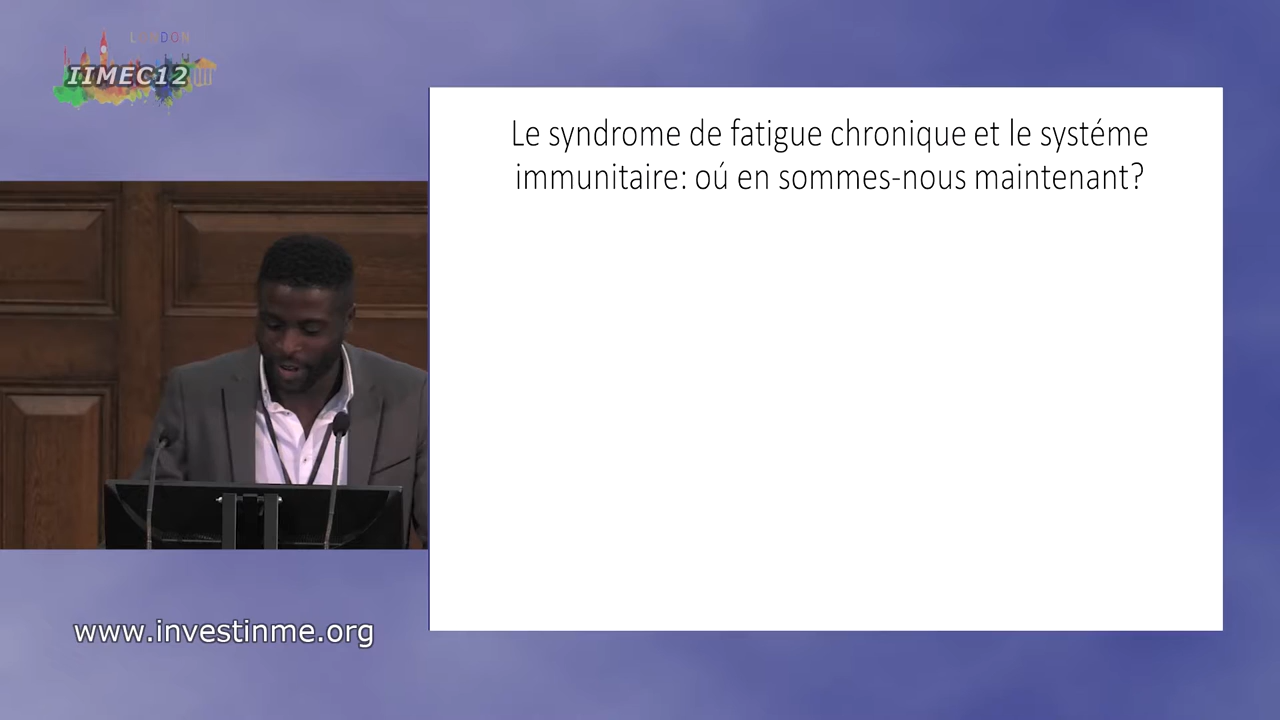 LONDON
IIMEC12
Le syndrome de fatigue chronique et le systéme
immunitaire: oú en sommes-nous maintenant?
www.investinme.org